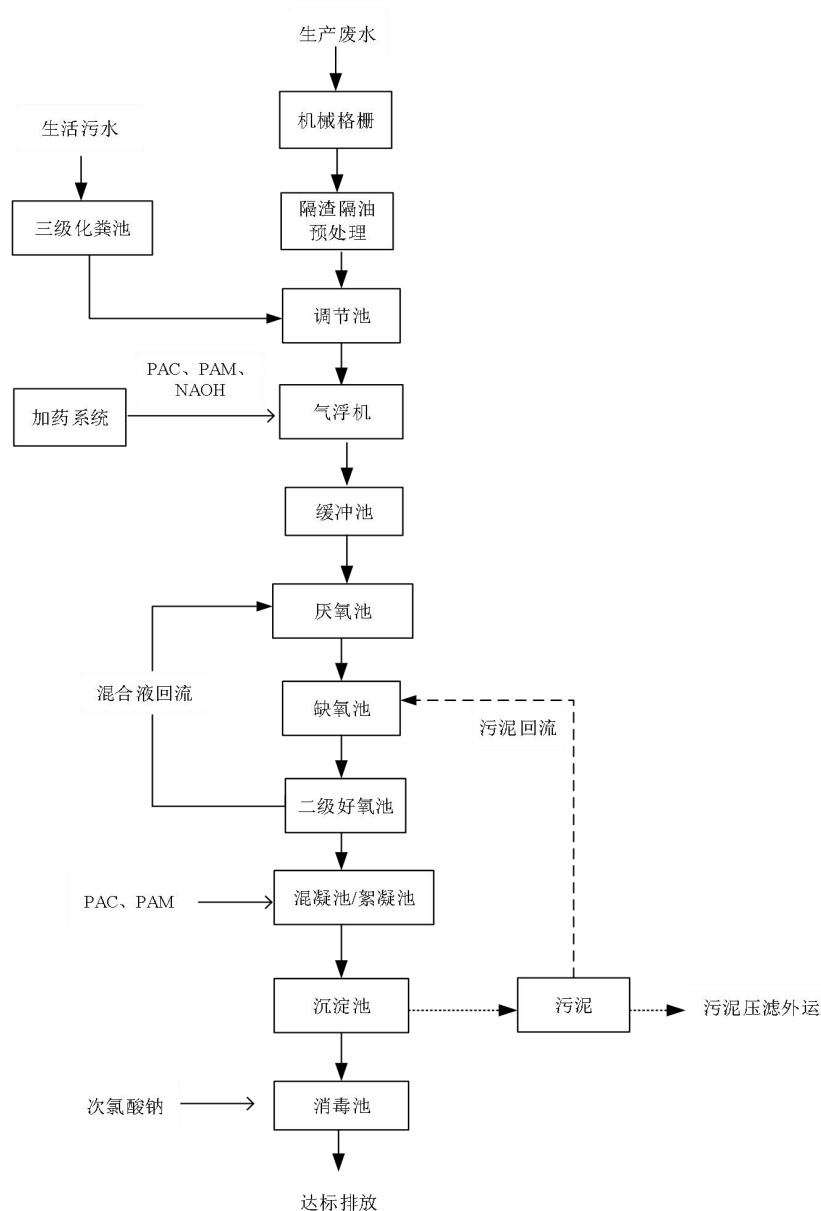 生产废水
机械格栅
生活污水
三级化粪池
隔渣隔油
预处理
调节池
PAC、PAM、
NAOH
加药系统
气浮机
缓冲池
厌氧池
混合液回流
缺氧池
污泥回流
二级好氧池
PAC、PAM
混凝池/絮凝池
沉淀池
污泥
污泥压滤外运
次氯酸钠
消毒池
达标排放